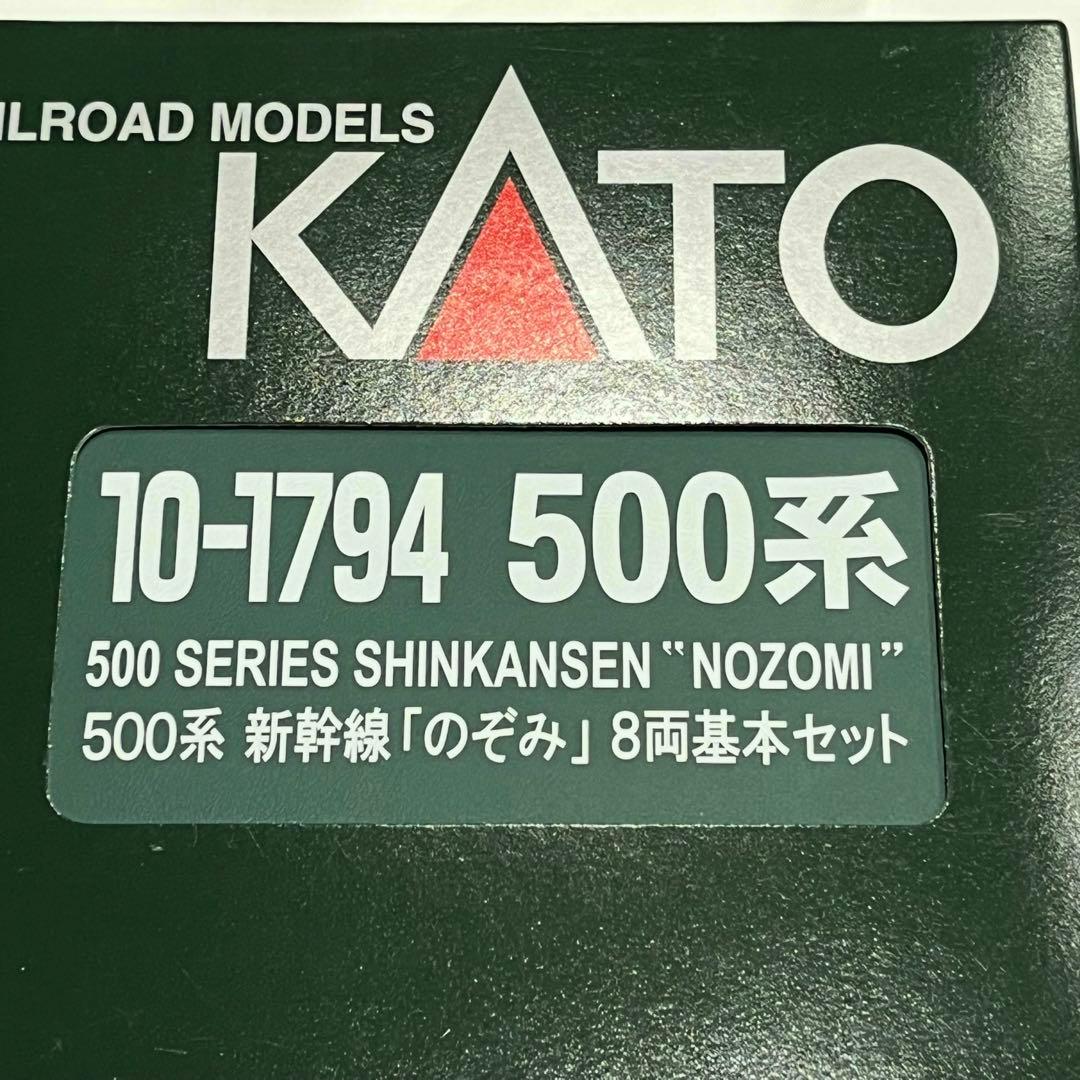 ILROAD MODELS
KATO
10-1794 500系
500 SERIES SHINKANSEN “NOZOMI”
500系 新幹線「のぞみ」 8両基本セット